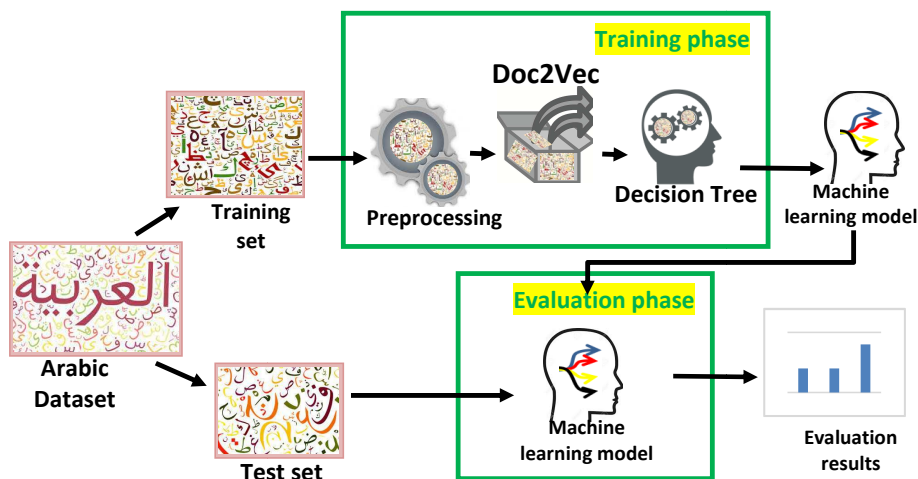 Training phase
Doc2Vec
Training
set
Preprocessing
Decision Tree
Machine
learning model
العربية
Arabic
Dataset
Evaluation phase
Machine
learning model
Test set
Evaluation
results